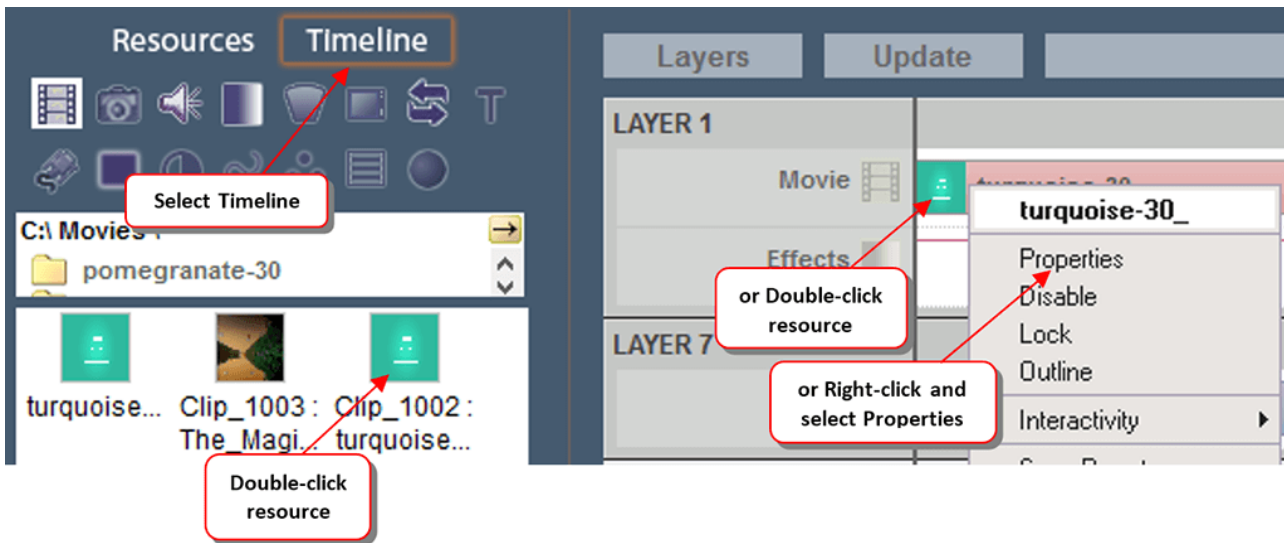 Resources Timeline
Layers Update
LAYER 1
Movie
turquoise-30_
Select Timeline
C:\ Movies \
Effects
Properties
pomegranate-30
or Double-click
resource
Disable
Lock
LAYER 7
Outline
or Right-click and
select Properties
Interactivity
turquoise... Clip_1003 : Clip_1002 :
The_Magi... turquoise...
Double-click
resource